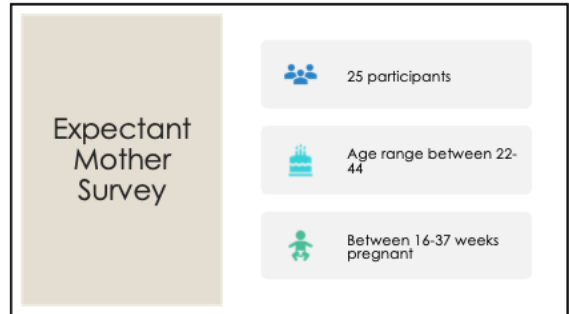 Expectant
Mother
Survey
25 participants
Age range between 22-
44
Between 16-37 weeks
pregnant